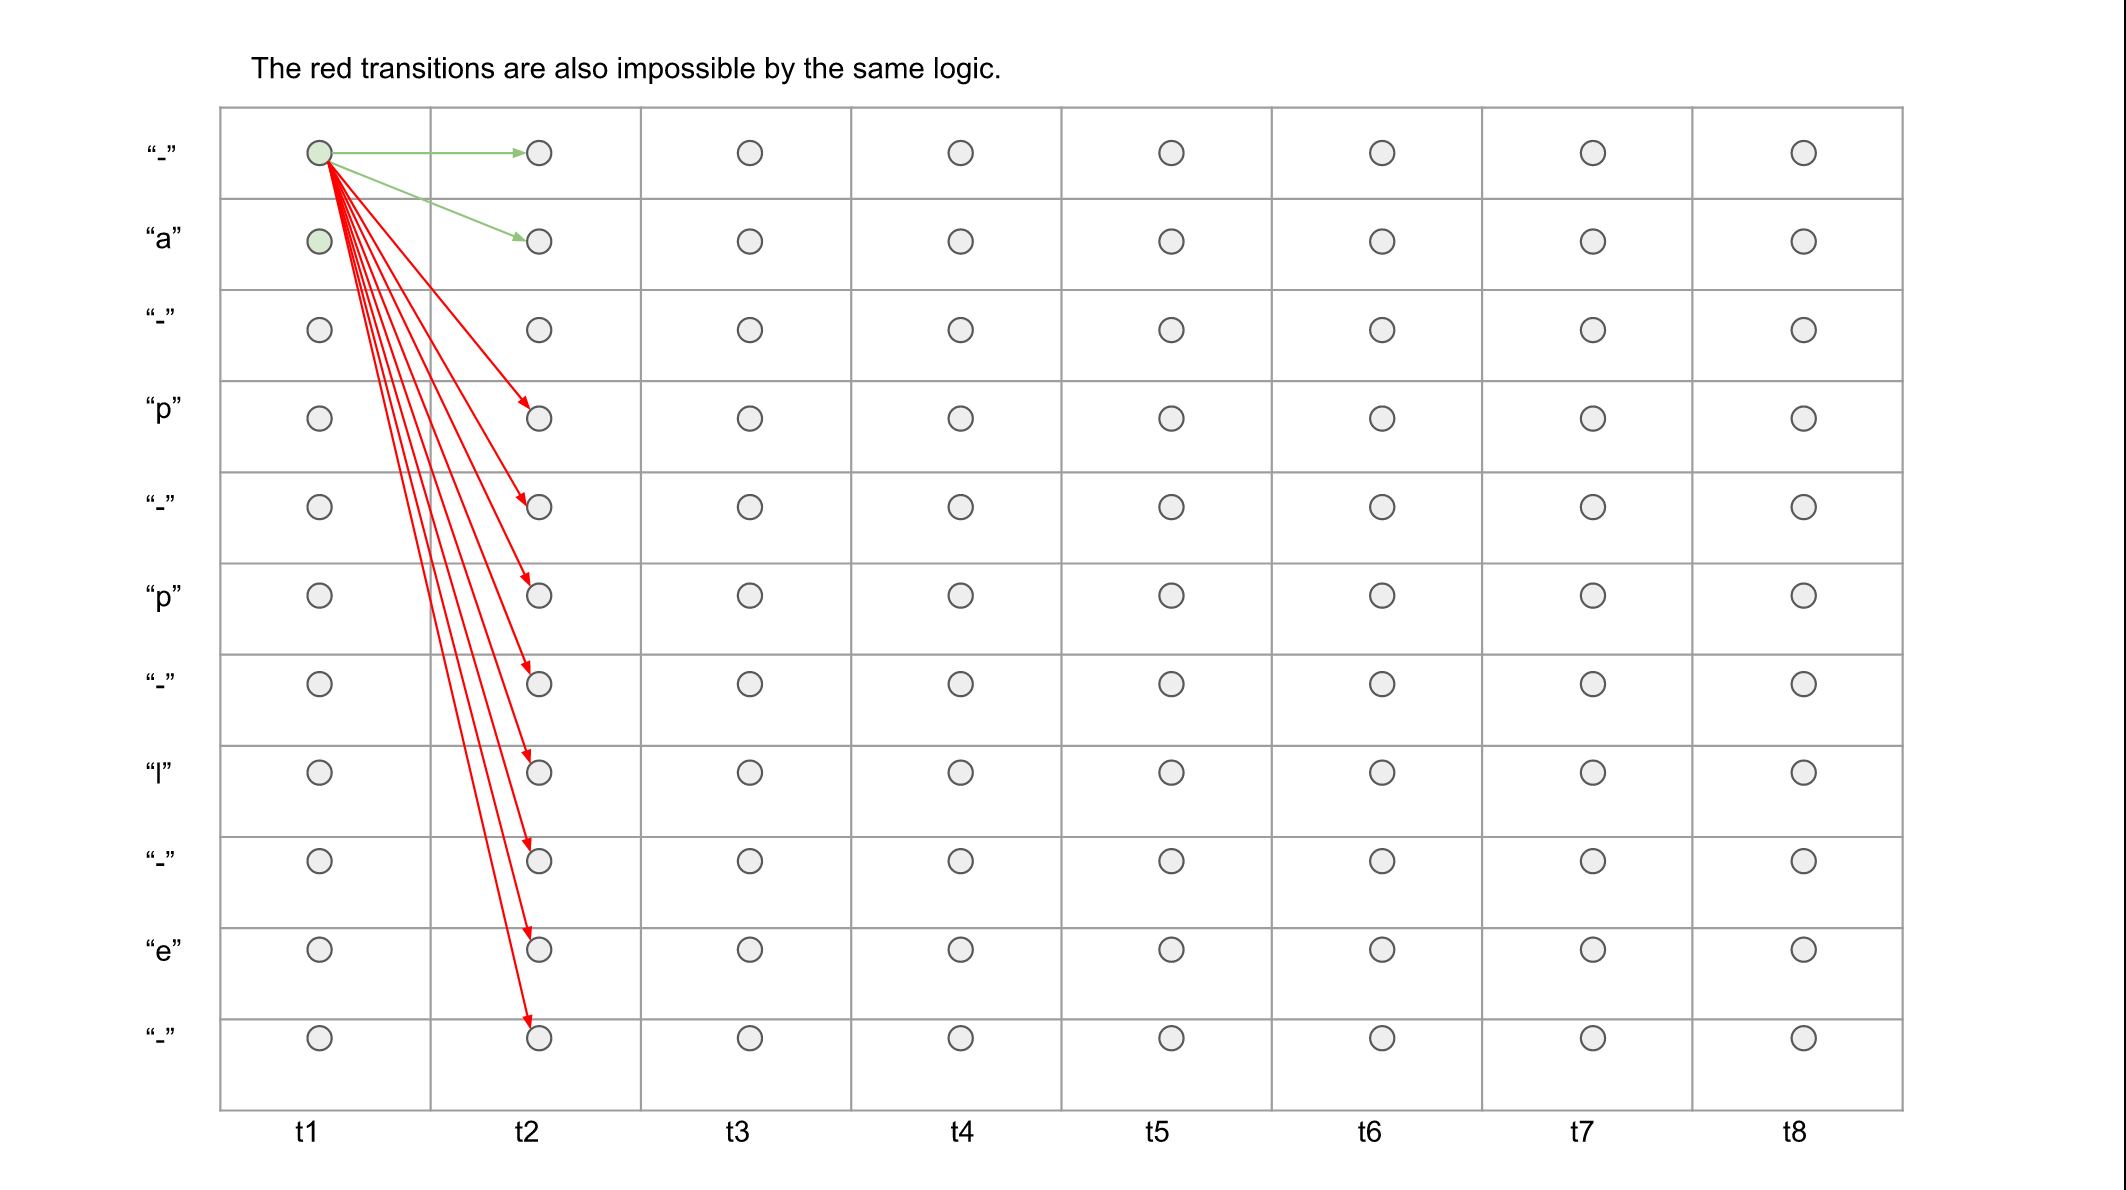 The red transitions are also impossible by the same logic.
“-”
“a”
“-”
“p”
“-”
“p”
“-”
“l”
“-”
“e”
“-”
t1 t2 t3 t4 t5 t6 t7 t8